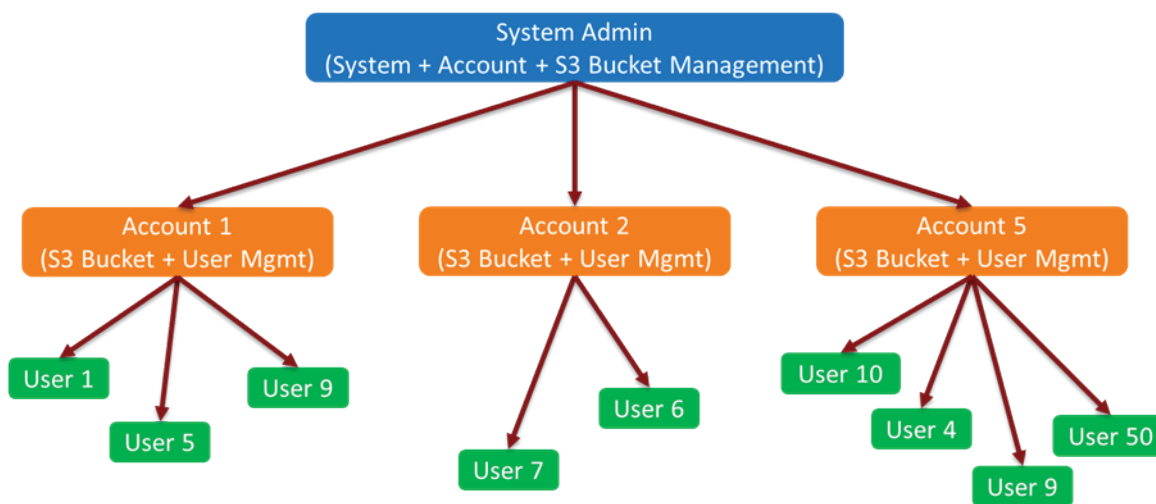 System Admin
(System + Account + S3 Bucket Management)
Account 1
(S3 Bucket + User Mgmt)
Account 2
(S3 Bucket + User Mgmt)
Account 5
(S3 Bucket + User Mgmt)
User 1
User 5
User 9
User 7
User 6
User 10
User 4
User 9
User 50